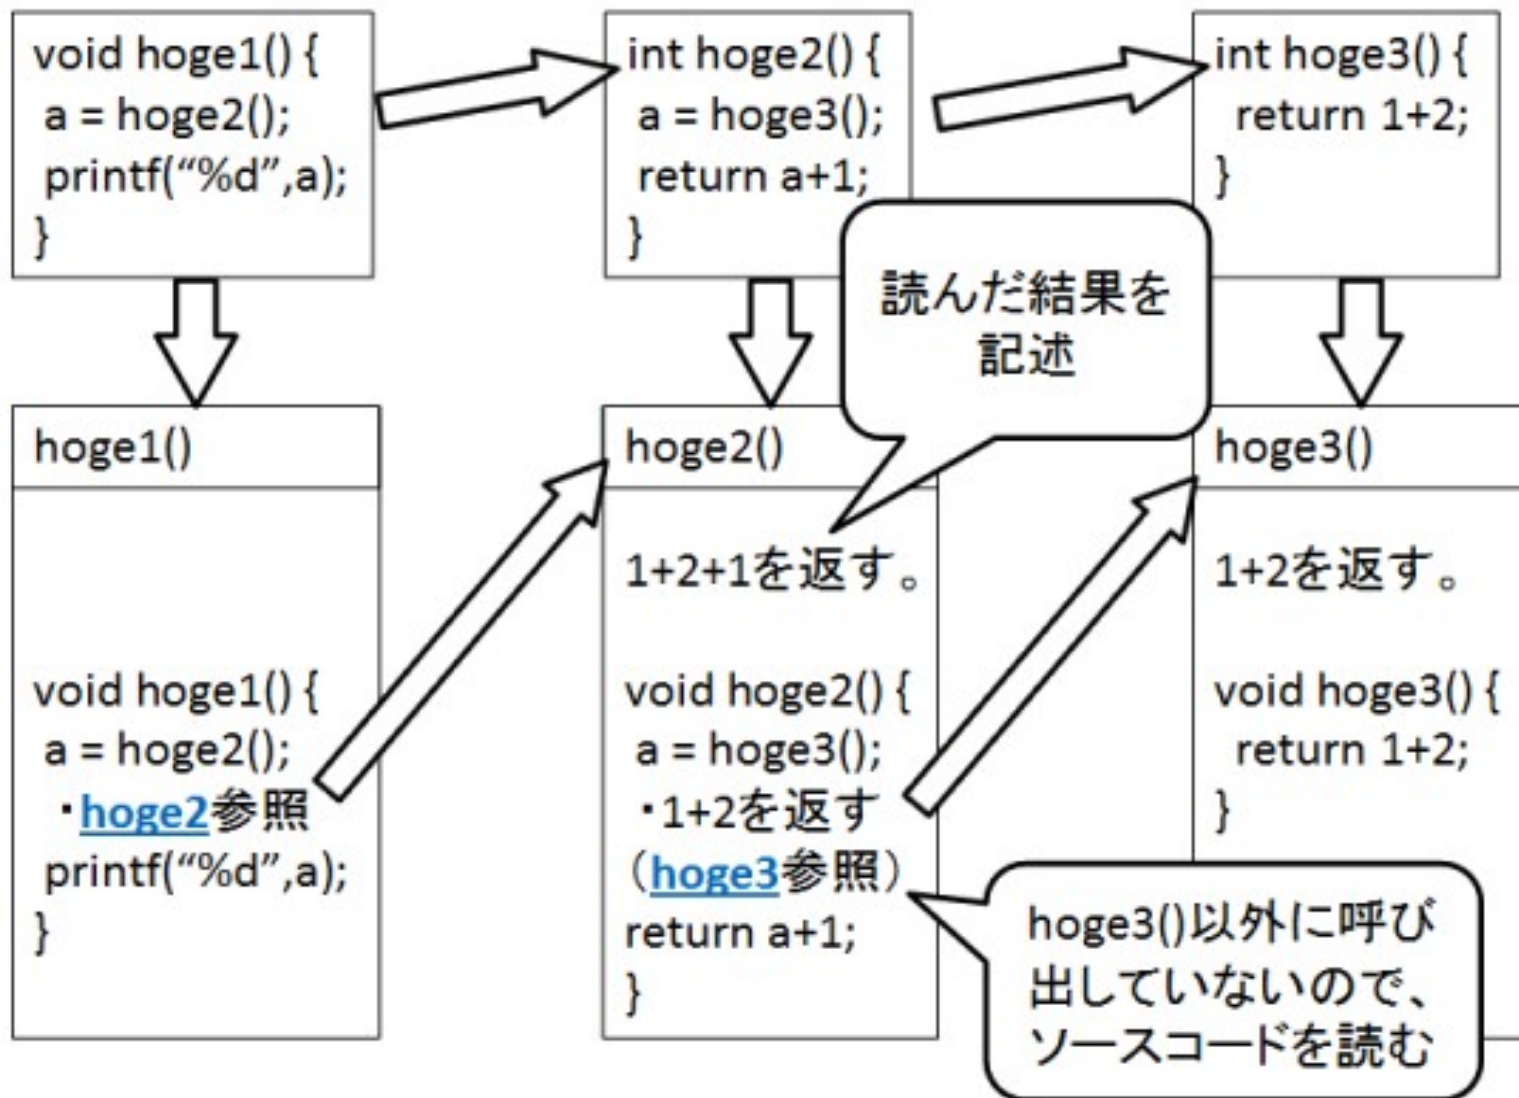 void hoge1() {
a = hoge2();
printf(“%d”,a);
}
int hoge2() {
a = hoge3();
return a+1;
}
int hoge3() {
return 1+2;
}
読んだ結果を
記述
hoge1()
void hoge1() {
a = hoge2();
・hoge2参照
printf(“%d”,a);
}
hoge2()
1+2+1を返す。
void hoge2() {
a = hoge3();
・1+2を返す
（hoge3参照）
return a+1;
}
hoge3()
1+2を返す。
void hoge3() {
return 1+2;
}
hoge3()以外に呼び
出していないので、
ソースコードを読む